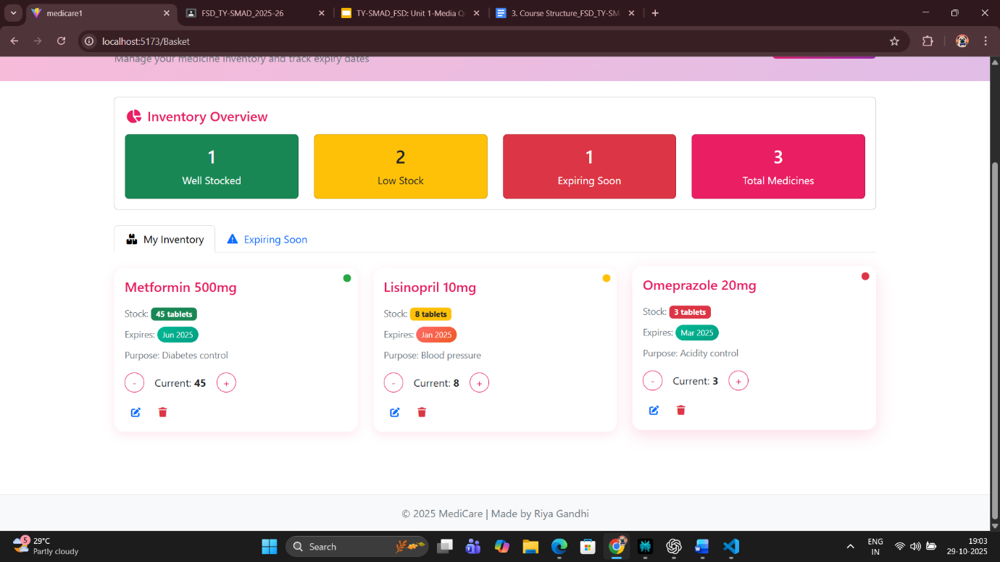 medicare1
FSD_TY-SMAD_2025-26
TY-SMAD_FSD: Unit 1-Media Q
3. Course Structure_FSD_TY-SM
localhost:5173/Basket
Manage your medicine inventory and track expiry dates
Inventory Overview
1
Well Stocked
2
Low Stock
1
Expiring Soon
3
Total Medicines
My Inventory
Expiring Soon
Metformin 500mg
Stock: 45 tablets
Expires: Jun 2025
Purpose: Diabetes control
- Current: 45 +
Lisinopril 10mg
Stock: 8 tablets
Expires: Jan 2025
Purpose: Blood pressure
- Current: 8 +
Omeprazole 20mg
Stock: 3 tablets
Expires: Mar 2025
Purpose: Acidity control
- Current: 3 +
© 2025 MediCare | Made by Riya Gandhi
5
29°C
Partly cloudy
Search
ENG
IN
19:03
29-10-2025